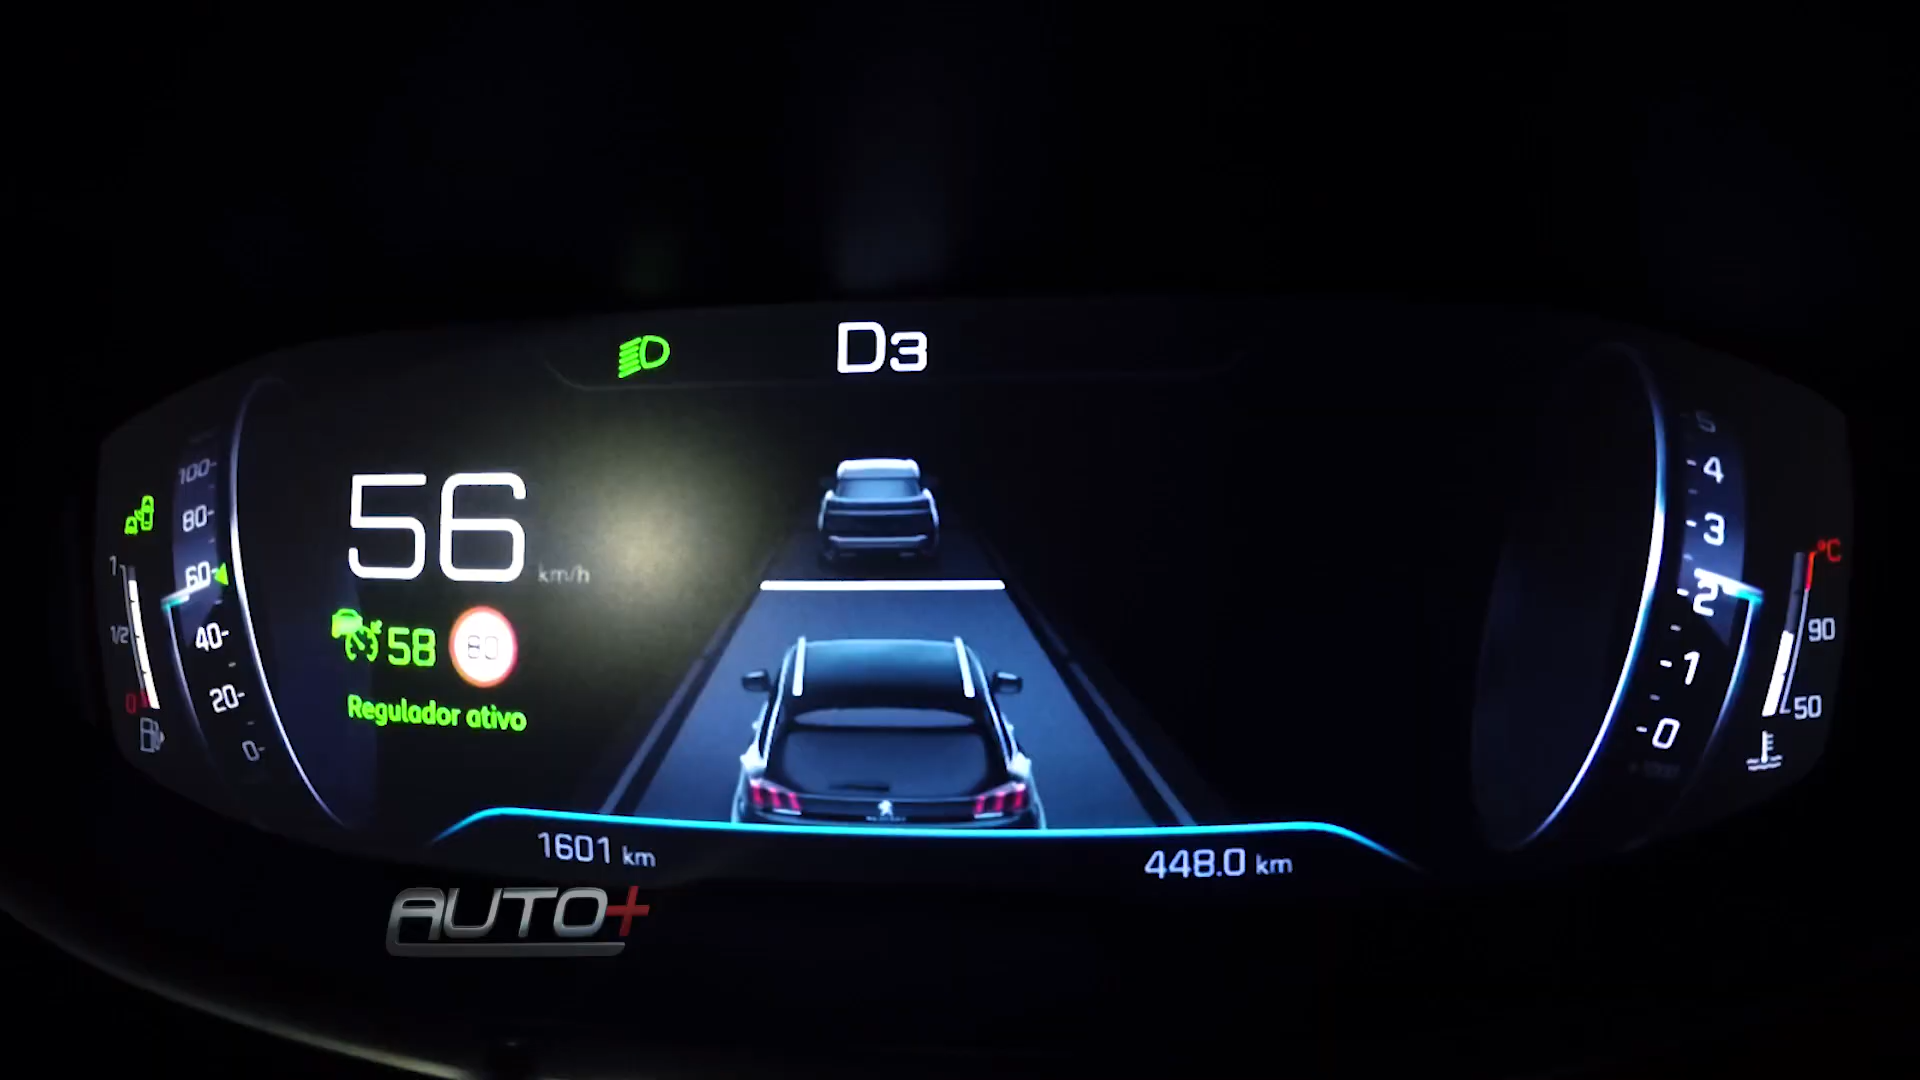 D3
100-
80-
60-
40-
20-
0-
1
1/2
0
56 km/h
58
Regulador ativo
5
-4
-3
-2
-1
-0
°C
90
50
1601 km
448.0 km
AUTO+